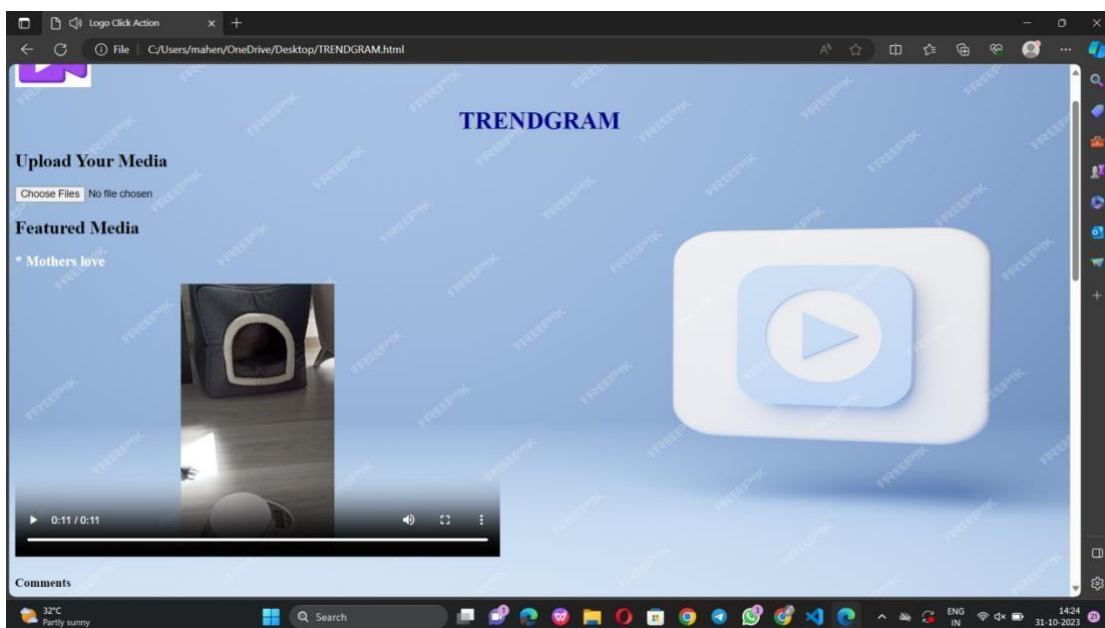 Logo Click Action
File
C:/Users/mahen/OneDrive/Desktop/TRENDGRAM.html
TRENDGRAM
Upload Your Media
Choose Files No file chosen
Featured Media
* Mothers love
0:11 / 0:11
Comments
FREEPIK
32°C
Partly sunny
Search
ENG
IN
14:24
31-10-2023